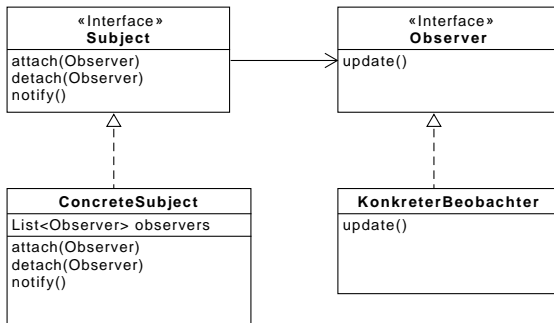 «Interface»
Subject
attach(Observer)
detach(Observer)
notify()
«Interface»
Observer
update()
ConcreteSubject
List<Observer> observers
attach(Observer)
detach(Observer)
notify()
KonkreterBeobachter
update()